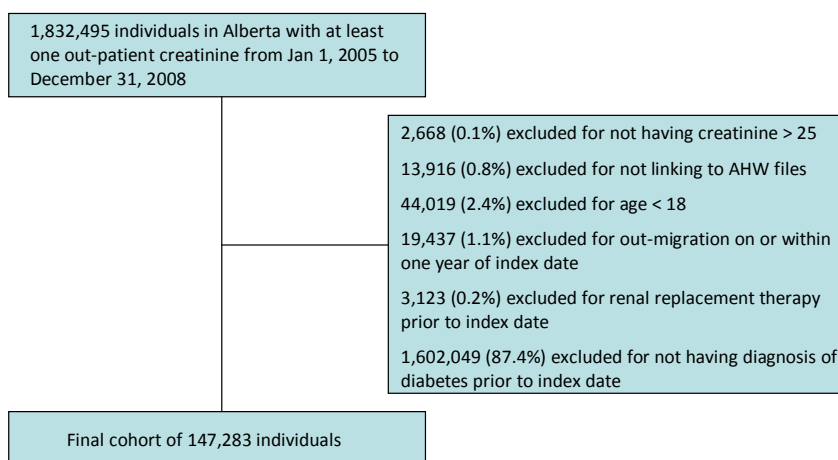 1,832,495 individuals in Alberta with at least
one out-patient creatinine from Jan 1, 2005 to
December 31, 2008
2,668 (0.1%) excluded for not having creatinine > 25
13,916 (0.8%) excluded for not linking to AHW files
44,019 (2.4%) excluded for age < 18
19,437 (1.1%) excluded for out-migration on or within
one year of index date
3,123 (0.2%) excluded for renal replacement therapy
prior to index date
1,602,049 (87.4%) excluded for not having diagnosis of
diabetes prior to index date
Final cohort of 147,283 individuals